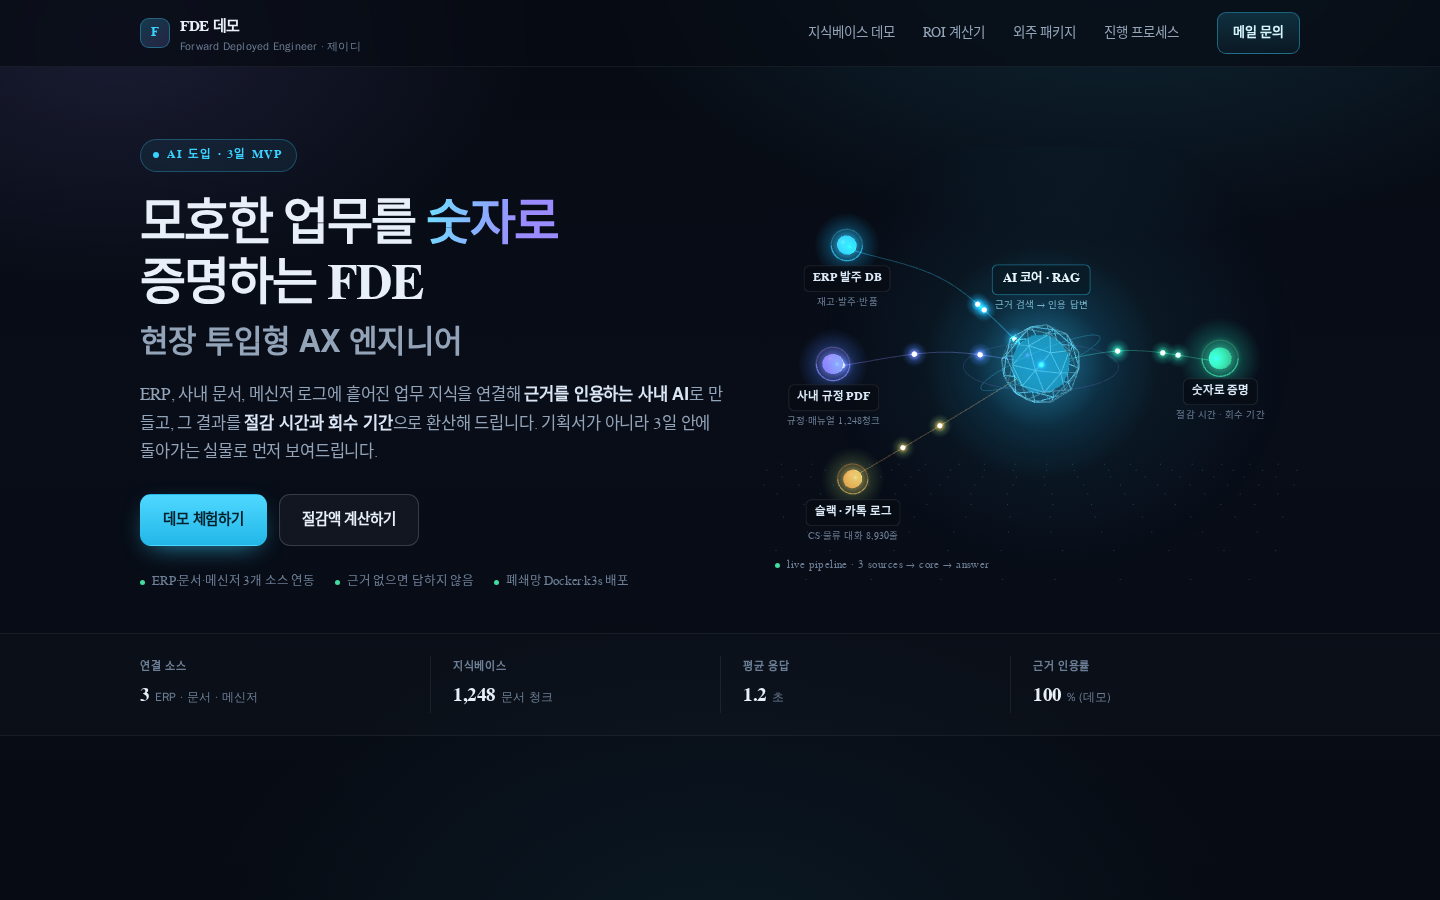 F
FDE 데모
Forward Deployed Engineer · 제이디
지식베이스 데모
ROI 계산기
외주 패키지
진행 프로세스
메일 문의
AI 도입 · 3일 MVP
모호한 업무를 숫자로
증명하는 FDE
현장 투입형 AX 엔지니어
ERP, 사내 문서, 메신저 로그에 흩어진 업무 지식을 연결해 근거를 인용하는 사내 AI로 만
들고, 그 결과를 절감 시간과 회수 기간으로 환산해 드립니다. 기획서가 아니라 3일 안에
돌아가는 실물로 먼저 보여드립니다.
데모 체험하기
절감액 계산하기
ERP·문서·메신저 3개 소스 연동
근거 없으면 답하지 않음
폐쇄망 Docker·k3s 배포
ERP 발주 DB
재고·발주·반품
AI 코어 · RAG
근거 검색 → 인용 답변
사내 규정 PDF
규정·매뉴얼 1,248청크
숫자로 증명
절감 시간 · 회수 기간
슬랙 · 카톡 로그
CS·물류 대화 8,930줄
live pipeline · 3 sources → core → answer
연결 소스
3 ERP · 문서 · 메신저
지식베이스
1,248 문서 청크
평균 응답
1.2 초
근거 인용률
100 % (데모)